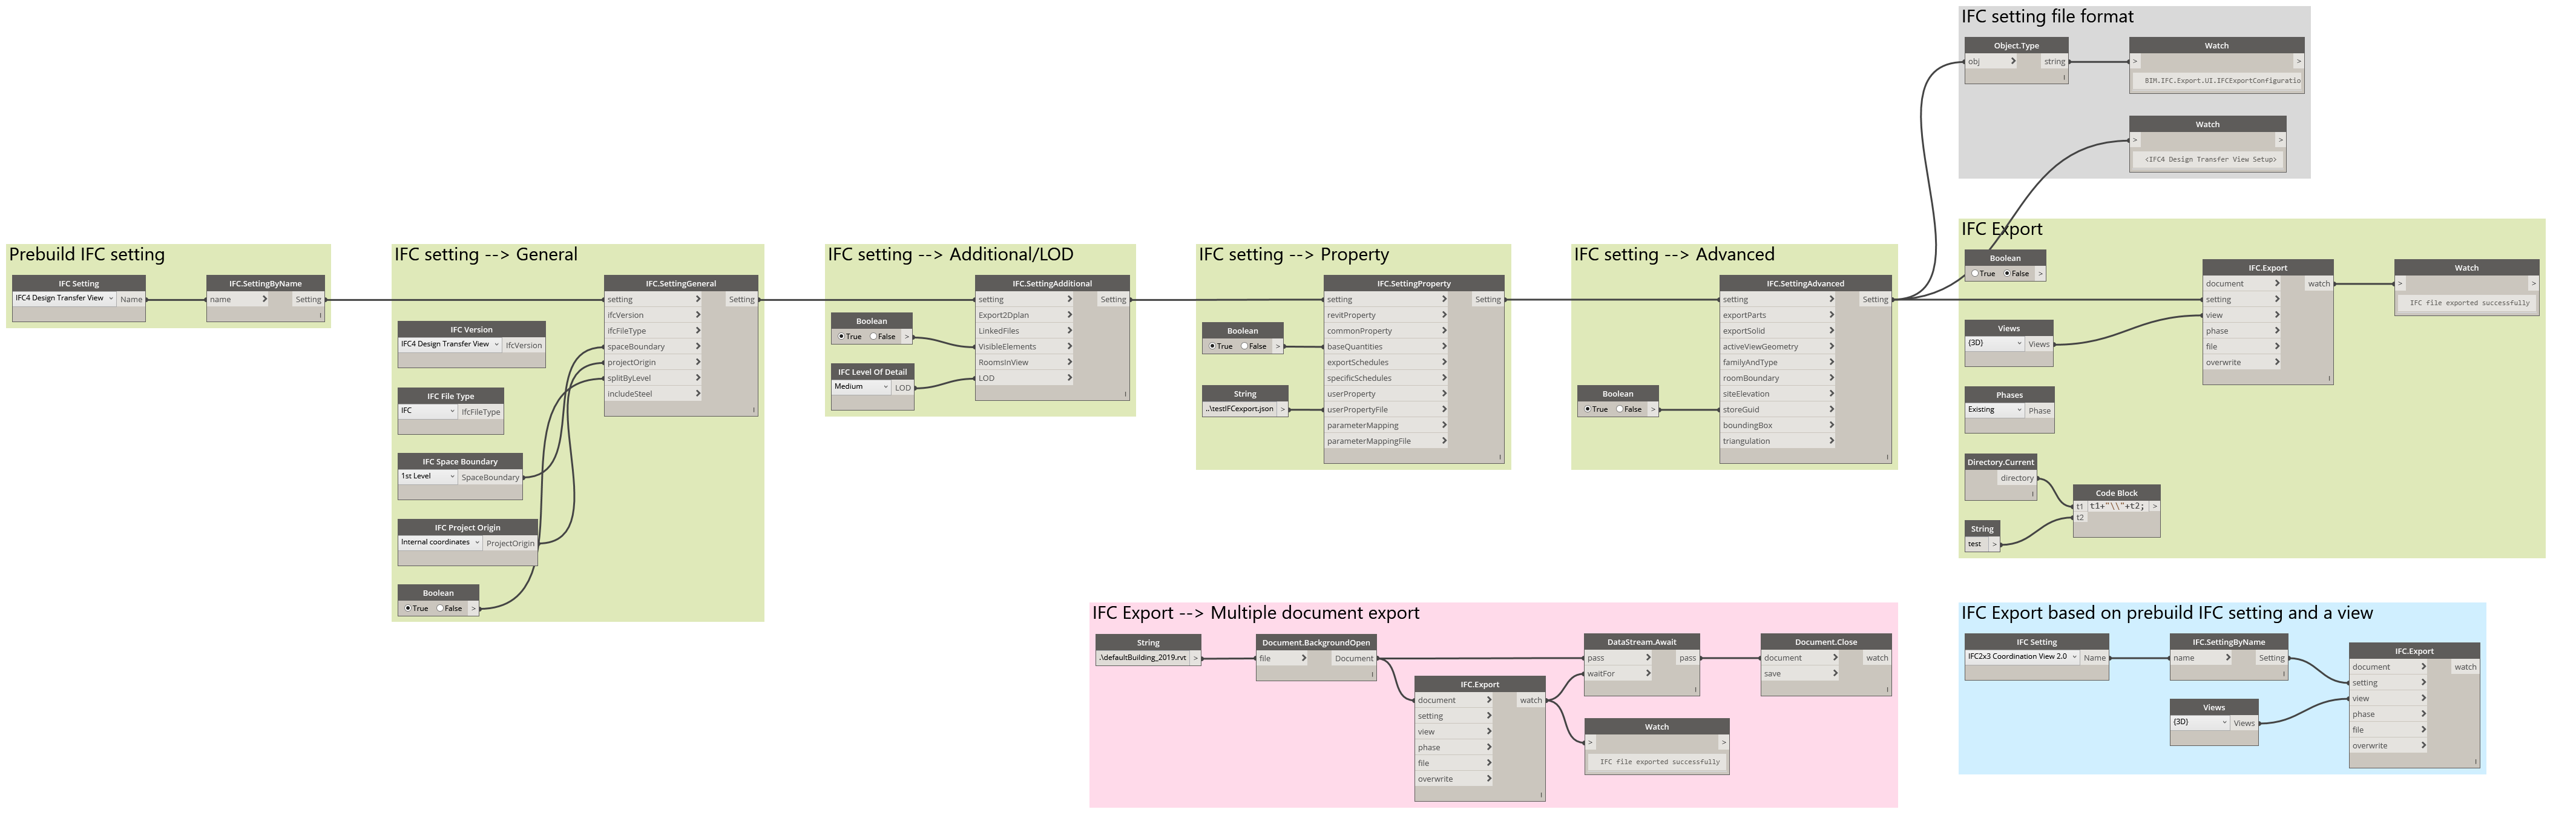 IFC setting file format
Object.Type
obj
string
Watch
>
>
BIM.IFC.Export.UI.IFCExportConfiguratio
Watch
>
>
<IFC4 Design Transfer View Setup>
Prebuild IFC setting
IFC Setting
IFC4 Design Transfer View
Name
IFC.SettingByName
name
Setting
IFC setting --> General
IFC Version
IFC4 Design Transfer View
IfcVersion
IFC File Type
IFC
IfcFileType
IFC Space Boundary
1st Level
SpaceBoundary
IFC Project Origin
Internal coordinates
ProjectOrigin
Boolean
True
False
>
IFC.SettingGeneral
setting
Setting
ifcVersion
ifcFileType
spaceBoundary
projectOrigin
splitByLevel
includeSteel
IFC setting --> Additional/LOD
Boolean
True
False
>
IFC Level Of Detail
Medium
LOD
IFC.SettingAdditional
setting
Setting
Export2Dplan
LinkedFiles
VisibleElements
RoomsInView
LOD
IFC setting --> Property
Boolean
True
False
>
String
..\testIFCexport.json
>
IFC.SettingProperty
setting
Setting
revitProperty
commonProperty
baseQuantities
exportSchedules
specificSchedules
userProperty
userPropertyFile
parameterMapping
parameterMappingFile
IFC setting --> Advanced
Boolean
True
False
>
IFC.SettingAdvanced
setting
Setting
exportParts
exportSolid
activeViewGeometry
familyAndType
roomBoundary
siteElevation
storeGuid
boundingBox
triangulation
IFC Export
Boolean
True
False
>
Views
{3D}
Views
Phases
Existing
Phase
Directory.Current
directory
String
test
>
Code Block
t1
t1+"\\"+t2;
>
t2
IFC.Export
document
watch
setting
view
phase
file
overwrite
Watch
>
>
IFC file exported successfully
IFC Export --> Multiple document export
String
.\defaultBuilding_2019.rvt
>
Document.BackgroundOpen
file
Document
IFC.Export
document
watch
setting
view
phase
file
overwrite
DataStream.Await
pass
pass
waitFor
Watch
>
>
IFC file exported successfully
Document.Close
document
watch
save
IFC Export based on prebuild IFC setting and a view
IFC Setting
IFC2x3 Coordination View 2.0
Name
IFC.SettingByName
name
Setting
Views
{3D}
Views
IFC.Export
document
watch
setting
view
phase
file
overwrite